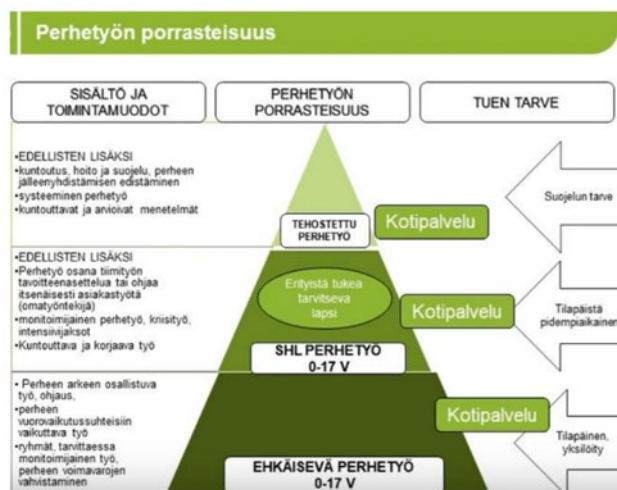 Perhetyön porrasteisuus
SISÄLTÖ JA
TOIMINTAMUODOT
PERHETYÖN
PORRASTEISUUS
TUEN TARVE
•EDELLISTEN LISÄKSI
•kuntoutus, hoito ja suojelu, perheen
jälleenyhdistämisen edistäminen
•systeeminen perhetyö
•kuntouttavat ja arvioivat menetelmät
TEHOSTETTU
PERHETYÖ
Kotipalvelu
Suojelun tarve
•EDELLISTEN LISÄKSI
•Perhetyö osana tiimityön
tavoitteenasettelua tai ohjaa
itsenäisesti asiakastyötä
(omatyöntekijä)
•monitoimijainen perhetyö, kriisityö,
intensiivijaksot
•Kuntouttava ja korjaava työ
Erityistä tukea
tarvitseva
lapsi
SHL PERHETYÖ
0-17 V
Kotipalvelu
Tilapäistä
pidempiaikainen
• Perheen arkeen osallistuva
työ, ohjaus,
•perheen
vuorovaikutussuhteisiin
vaikuttava työ
•ryhmät, tarvittaessa
monitoimijainen työ,
perheen voimavarojen
vahvistaminen
EHKÄISEVÄ PERHETYÖ
0-17 V
Kotipalvelu
Tilapäinen,
yksilöity